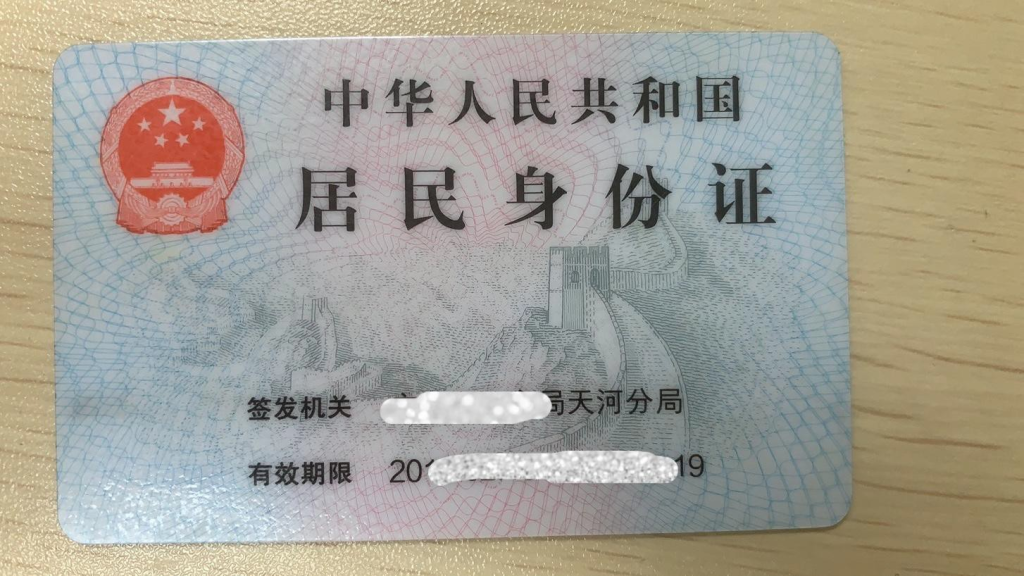 中华人民共和国
居民身份证
签发机关 局天河分局
有效期限 20 19